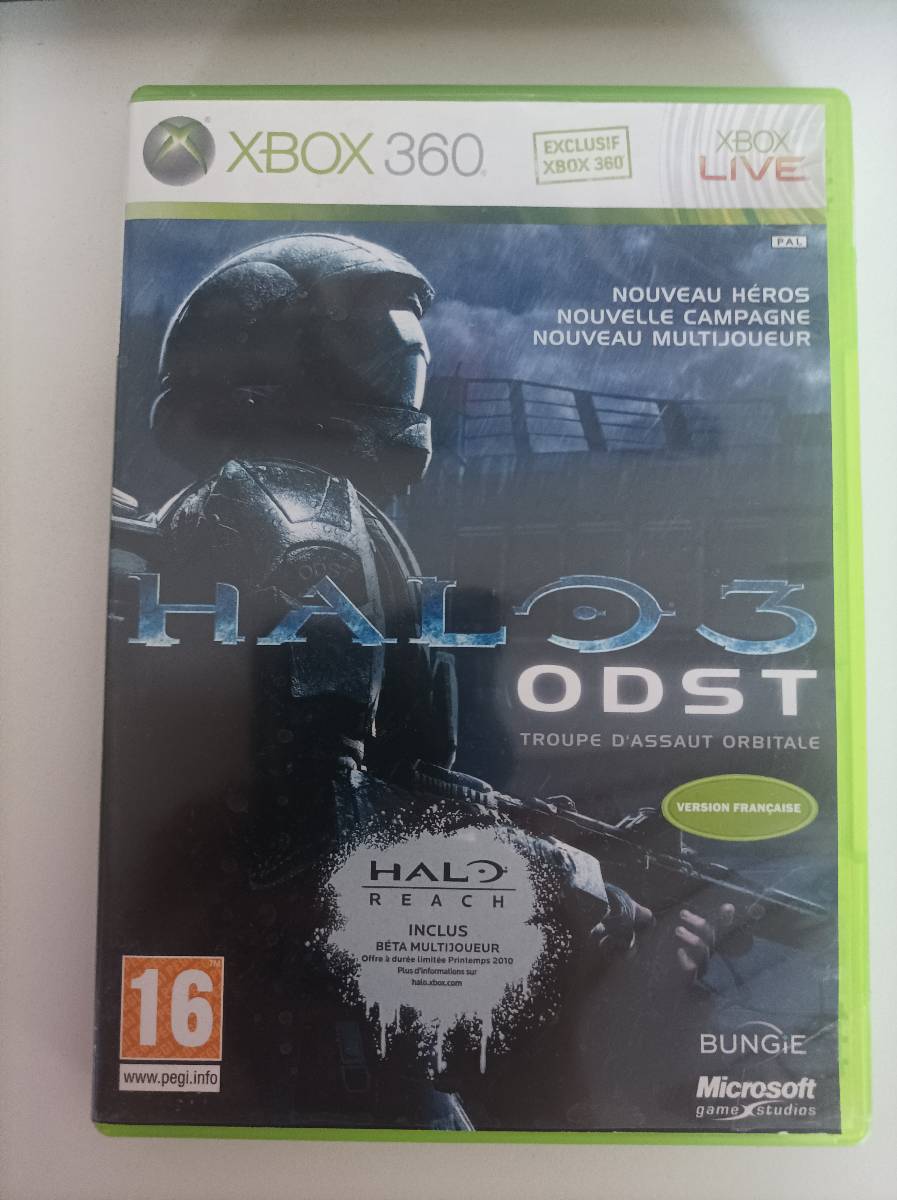 XBOX 360
EXCLUSIF
XBOX 360
XBOX
LIVE
PAL
NOUVEAU HÉROS
NOUVELLE CAMPAGNE
NOUVEAU MULTIJOUEUR
ODST
HALO 3
ODST
TROUPE D'ASSAUT ORBITALE
VERSION FRANÇAISE
HALO
REACH
INCLUS
BÉTA MULTIJOUEUR
Offre à durée limitée Printemps 2010
Plus d'informations sur
halo.xbox.com
16
www.pegi.info
BUNGiE
Microsoft
game studios